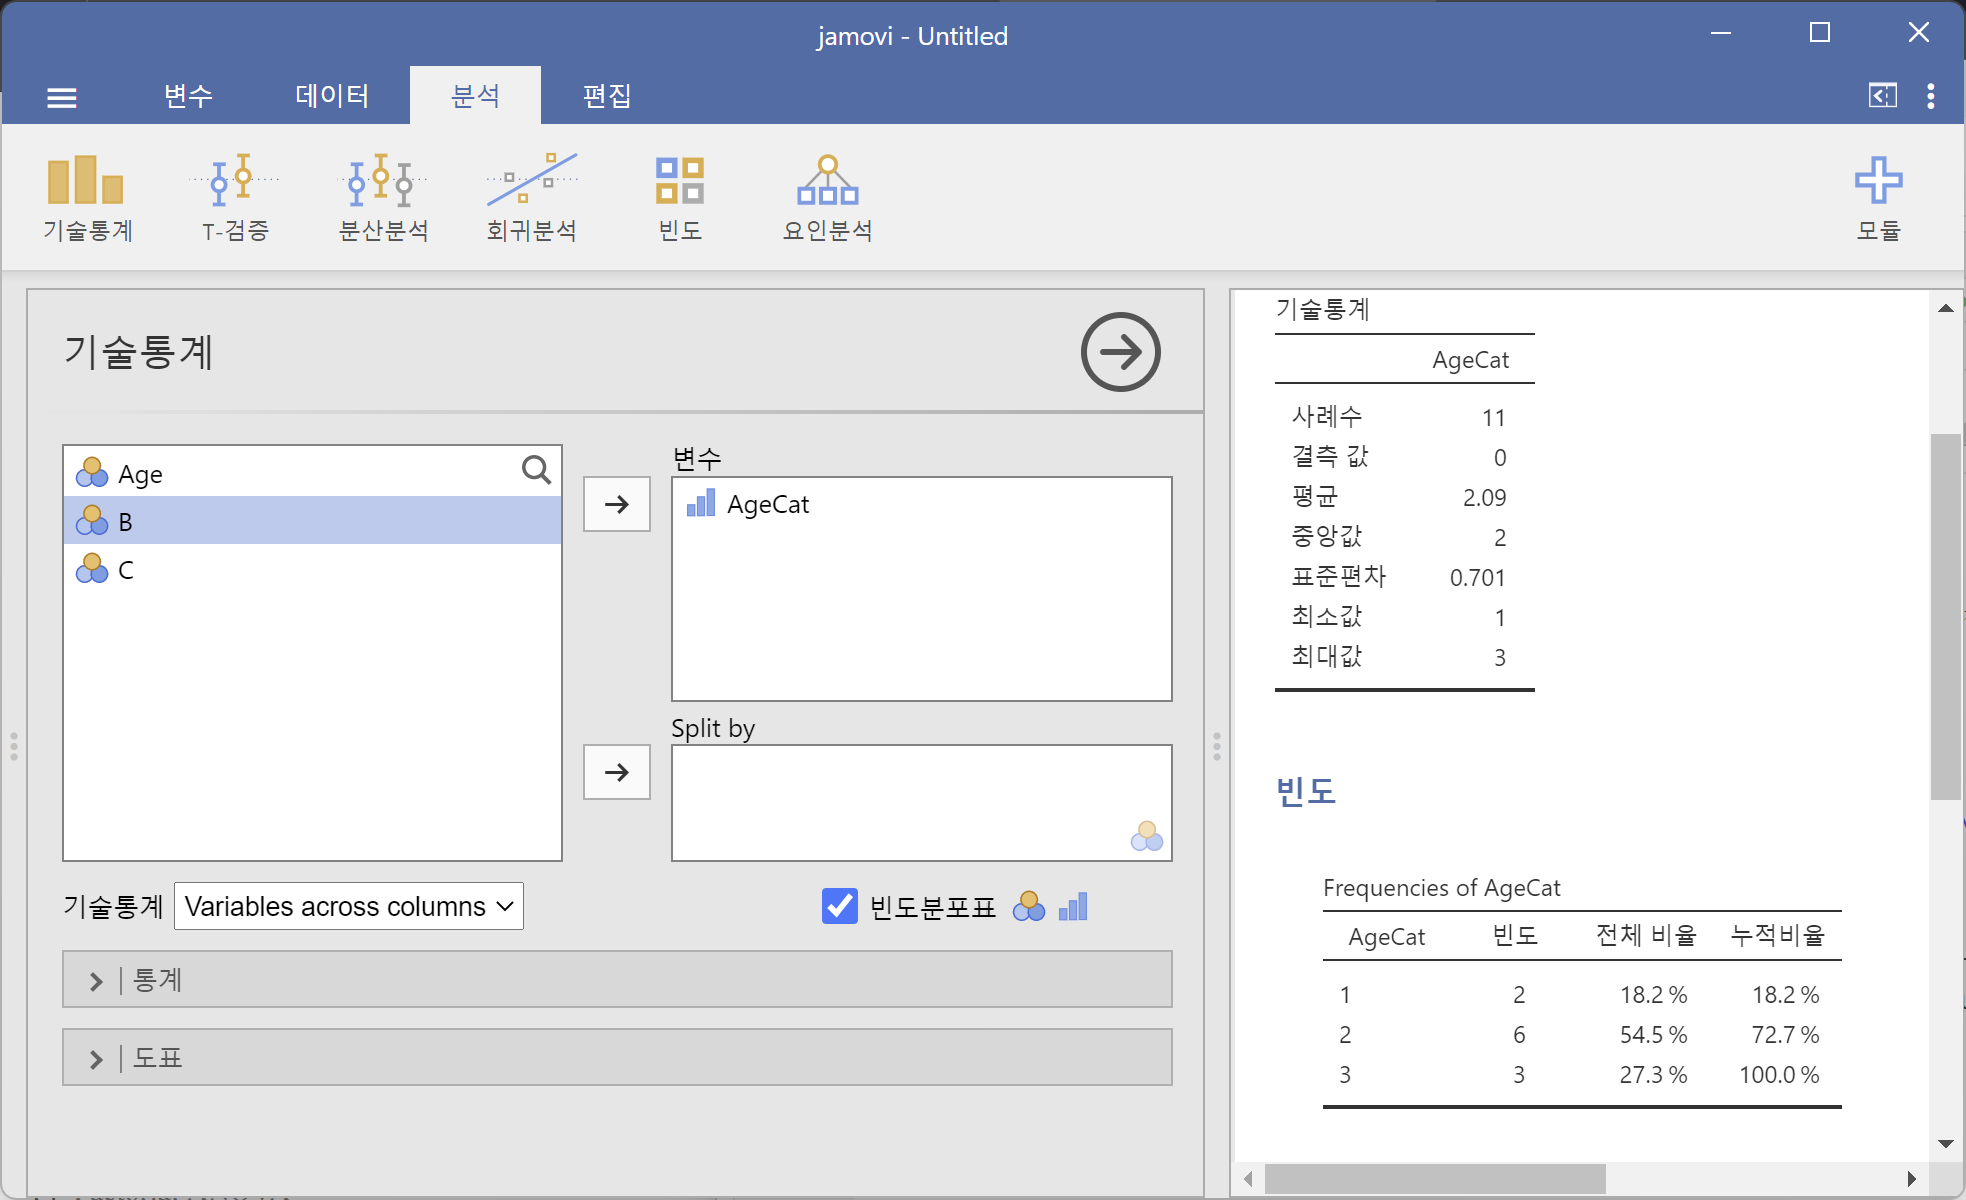 jamovi - Untitled
변수 데이터 분석 편집
기술통계 T-검증 분산분석 회귀분석 빈도 요인분석 모듈
기술통계
Age
B
C
변수
AgeCat
Split by
기술통계 Variables across columns
빈도분포표
통계
도표
기술통계
AgeCat
사례수 11
결측 값 0
평균 2.09
중앙값 2
표준편차 0.701
최소값 1
최대값 3
빈도
Frequencies of AgeCat
AgeCat 빈도 전체 비율 누적비율
1 2 18.2 % 18.2 %
2 6 54.5 % 72.7 %
3 3 27.3 % 100.0 %